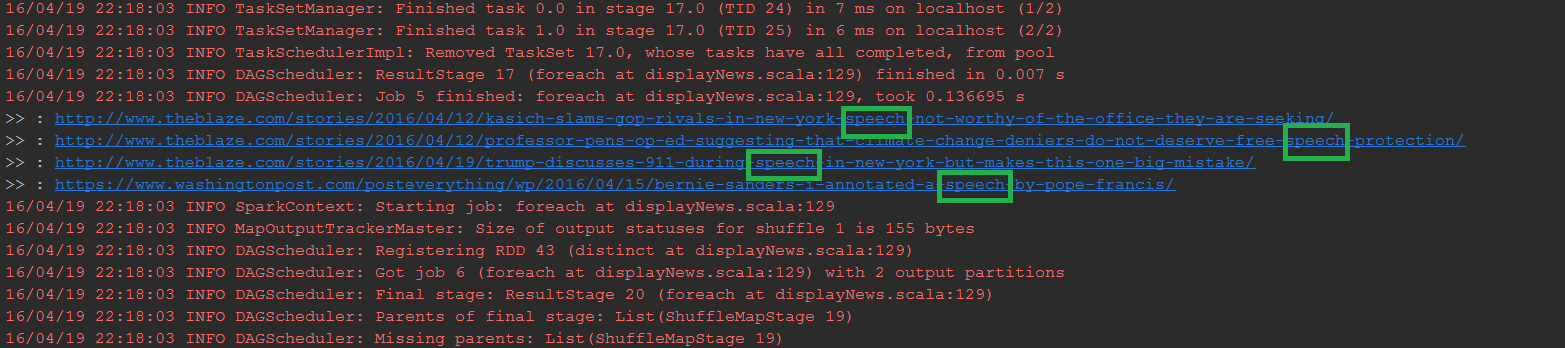 16/04/19 22:18:03 INFO TaskSetManager: Finished task 0.0 in stage 17.0 (TID 24) in 7 ms on localhost (1/2)
16/04/19 22:18:03 INFO TaskSetManager: Finished task 1.0 in stage 17.0 (TID 25) in 6 ms on localhost (2/2)
16/04/19 22:18:03 INFO TaskSchedulerImpl: Removed TaskSet 17.0, whose tasks have all completed, from pool
16/04/19 22:18:03 INFO DAGScheduler: ResultStage 17 (foreach at displayNews.scala:129) finished in 0.007 s
16/04/19 22:18:03 INFO DAGScheduler: Job 5 finished: foreach at displayNews.scala:129, took 0.136695 s
>> : http://www.theblaze.com/stories/2016/04/12/kasich-slams-gop-rivals-in-new-york-speech-not-worthy-of-the-office-they-are-seeking/
>> : http://www.theblaze.com/stories/2016/04/12/professor-pens-op-ed-suggesting-that-climate-change-deniers-do-not-deserve-free-speech-protection/
>> : http://www.theblaze.com/stories/2016/04/19/trump-discusses-911-during-speech-in-new-york-but-makes-this-one-big-mistake/
>> : https://www.washingtonpost.com/posteverything/wp/2016/04/15/bernie-sanders-i-annotated-a-speech-by-pope-francis/
16/04/19 22:18:03 INFO SparkContext: Starting job: foreach at displayNews.scala:129
16/04/19 22:18:03 INFO MapOutputTrackerMaster: Size of output statuses for shuffle 1 is 155 bytes
16/04/19 22:18:03 INFO DAGScheduler: Registering RDD 43 (distinct at displayNews.scala:129)
16/04/19 22:18:03 INFO DAGScheduler: Got job 6 (foreach at displayNews.scala:129) with 2 output partitions
16/04/19 22:18:03 INFO DAGScheduler: Final stage: ResultStage 20 (foreach at displayNews.scala:129)
16/04/19 22:18:03 INFO DAGScheduler: Parents of final stage: List(ShuffleMapStage 19)
16/04/19 22:18:03 INFO DAGScheduler: Missing parents: List(ShuffleMapStage 19)